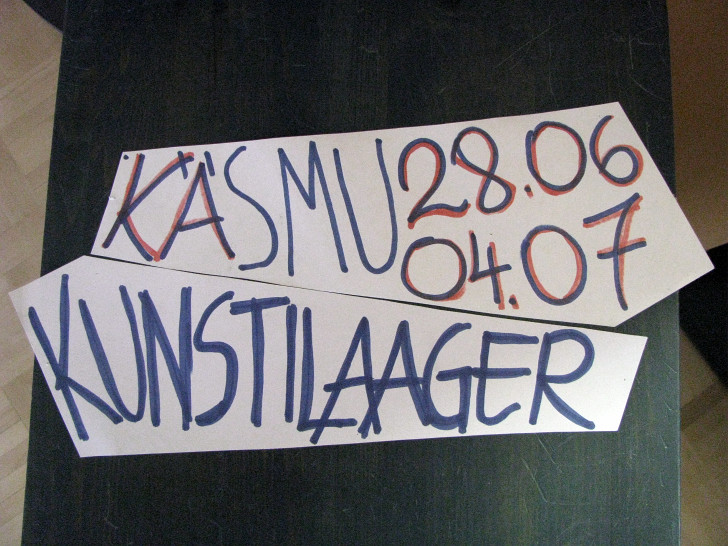 KÄSMU 28.06
04.07
KUNSTILAAGER